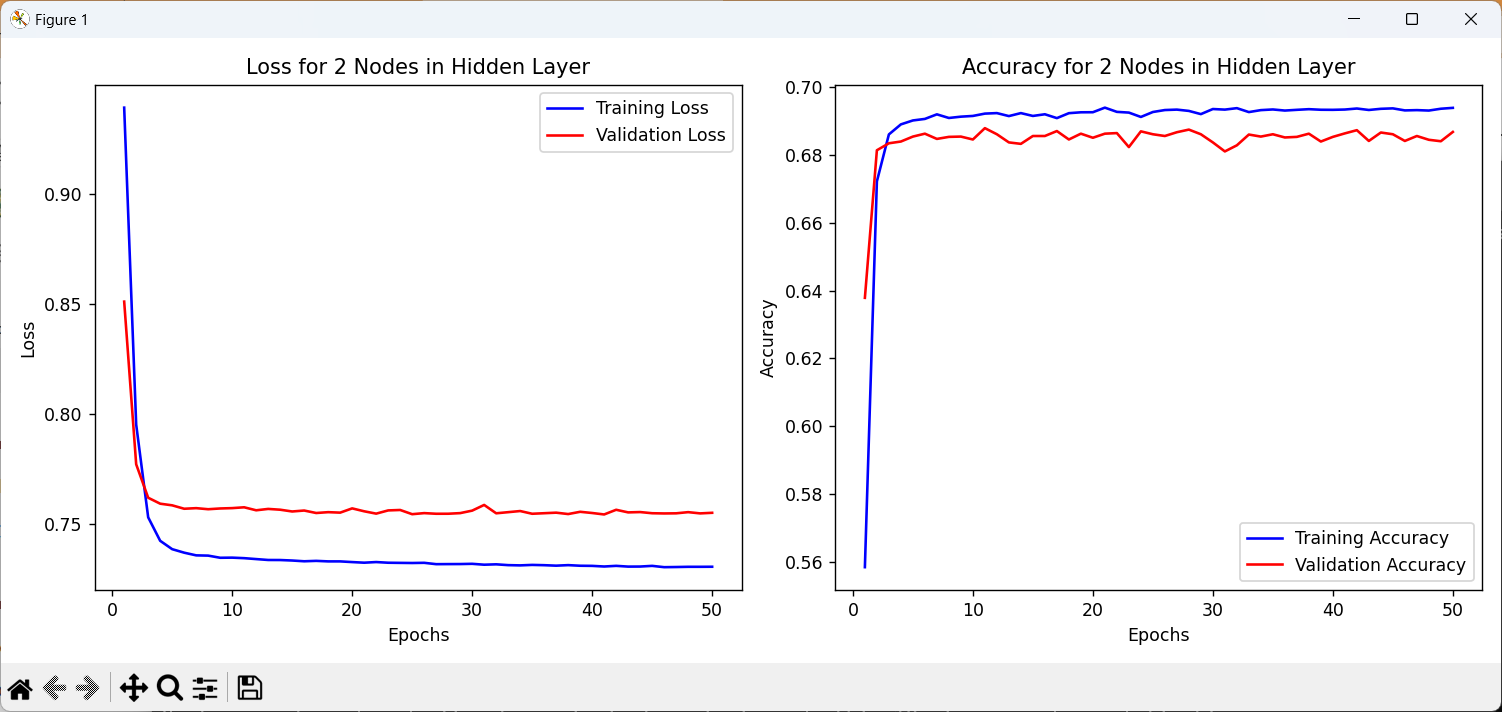 Figure 1
Loss for 2 Nodes in Hidden Layer
Training Loss
Validation Loss
0.90
0.85
0.80
0.75
Loss
0 10 20 30 40 50
Epochs
Accuracy for 2 Nodes in Hidden Layer
0.70
0.68
0.66
0.64
0.62
0.60
0.58
0.56
Accuracy
Training Accuracy
Validation Accuracy
0 10 20 30 40 50
Epochs